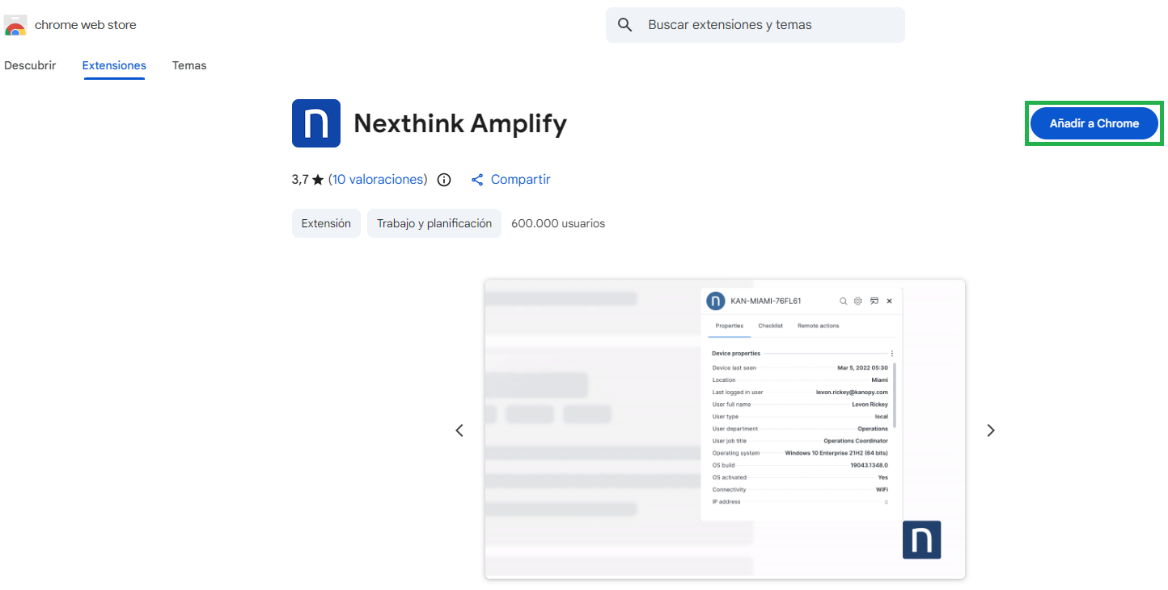 chrome web store
Buscar extensiones y temas
Descubrir Extensiones Temas
n Nexthink Amplify
Añadir a Chrome
3,7 ★ (10 valoraciones) Compartir
Extensión Trabajo y planificación 600.000 usuarios
n KAN-MIAMI-76FL61
Properties Checklist Remote actions
Device properties
Device last seen Mar 5, 2022 05:30
Location Miami
Last logged in user levon.rickey@kanopy.com
User full name Levon Rickey
User type local
User department Operations
User job title Operations Coordinator
Operating system Windows 10 Enterprise 21H2 (64 bits)
OS build 19043.1348.0
OS activated Yes
Connectivity WiFi
IP address
n